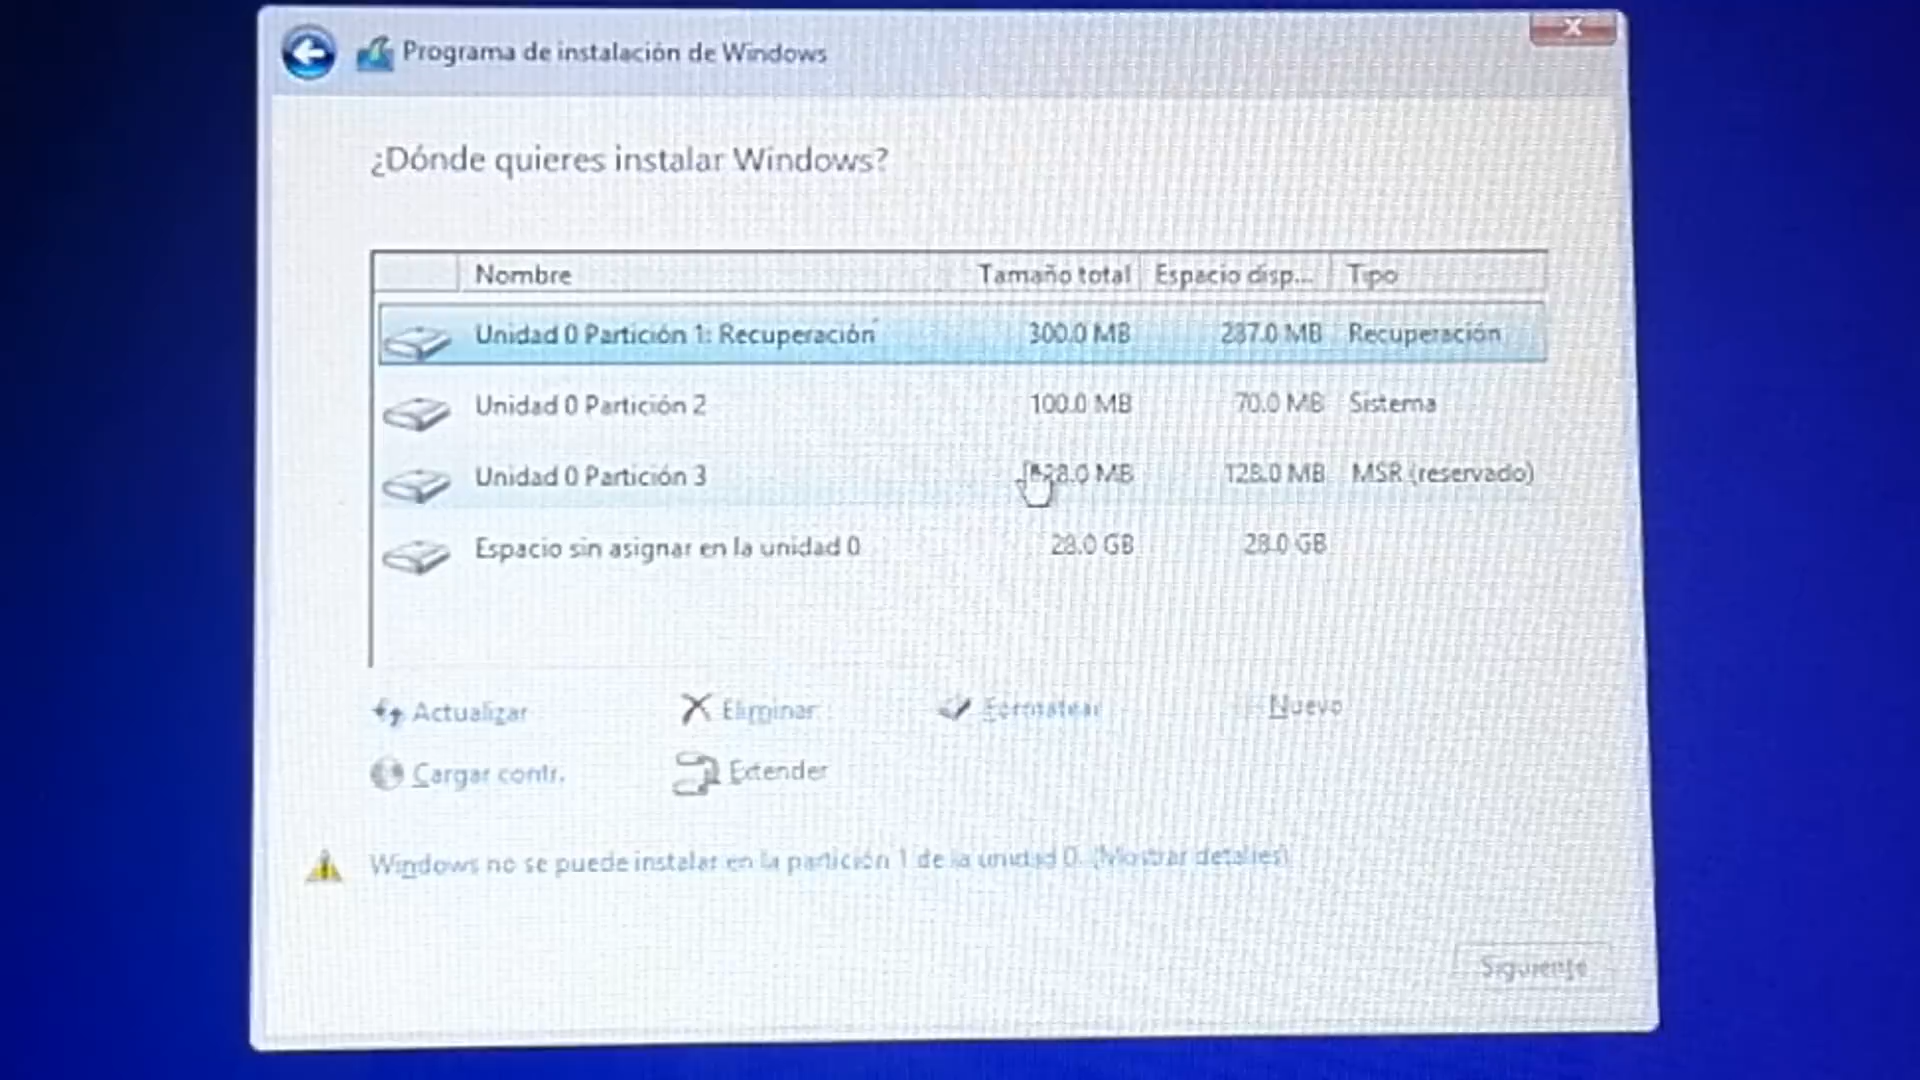 Programa de instalación de Windows
¿Dónde quieres instalar Windows?
Nombre Tamaño total Espacio disp... Tipo
Unidad 0 Partición 1: Recuperación 300.0 MB 287.0 MB Recuperación
Unidad 0 Partición 2 100.0 MB 70.0 MB Sistema
Unidad 0 Partición 3 128.0 MB 128.0 MB MSR (reservado)
Espacio sin asignar en la unidad 0 28.0 GB 28.0 GB
Actualizar Eliminar Formatear Nuevo
Cargar contr. Extender
Windows no se puede instalar en la partición 1 de la unidad 0. (Mostrar detalles)
Siguiente